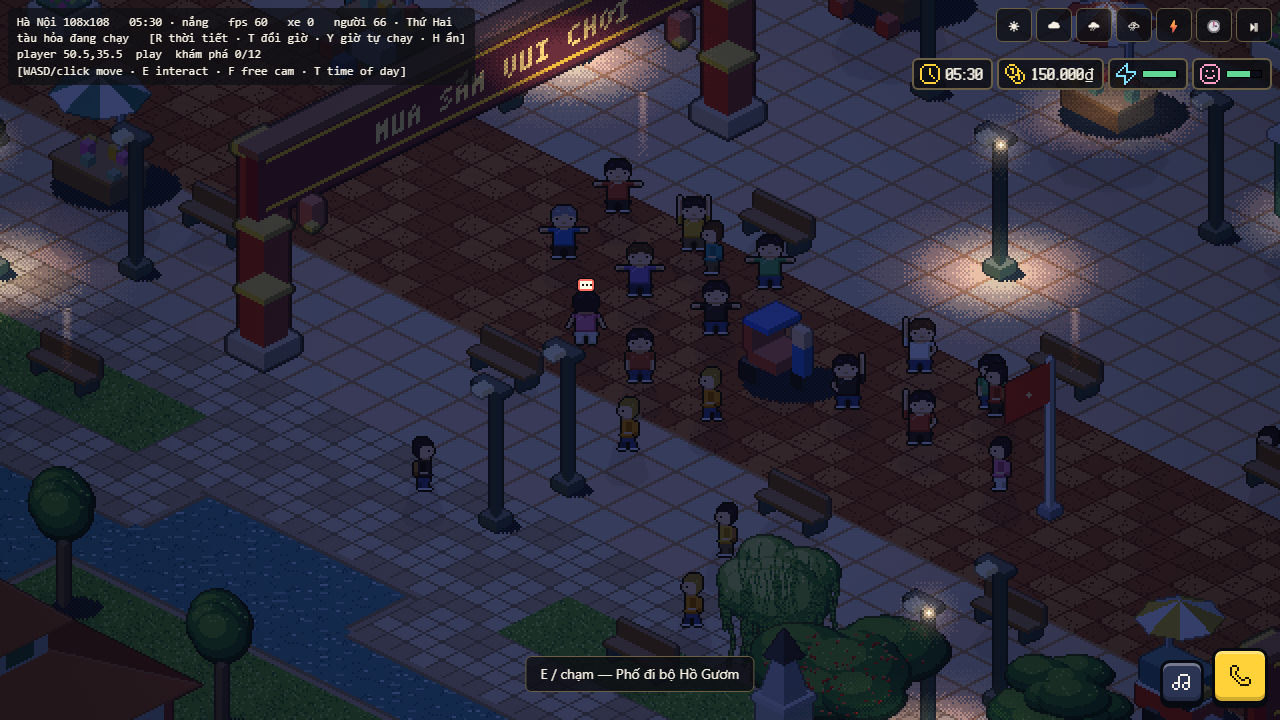 Hà Nội 108x108 05:30 · nắng fps 60 xe 0 người 66 · Thứ Hai
tàu hỏa đang chạy [R thời tiết · T đổi giờ · Y giờ tự chạy · H ẩn]
player 50.5,35.5 play khám phá 0/12
[WASD/click move · E interact · F free cam · T time of day]
05:30
150.000₫
MUA SẮM VUI CHƠI
E / chạm — Phố đi bộ Hồ Gươm